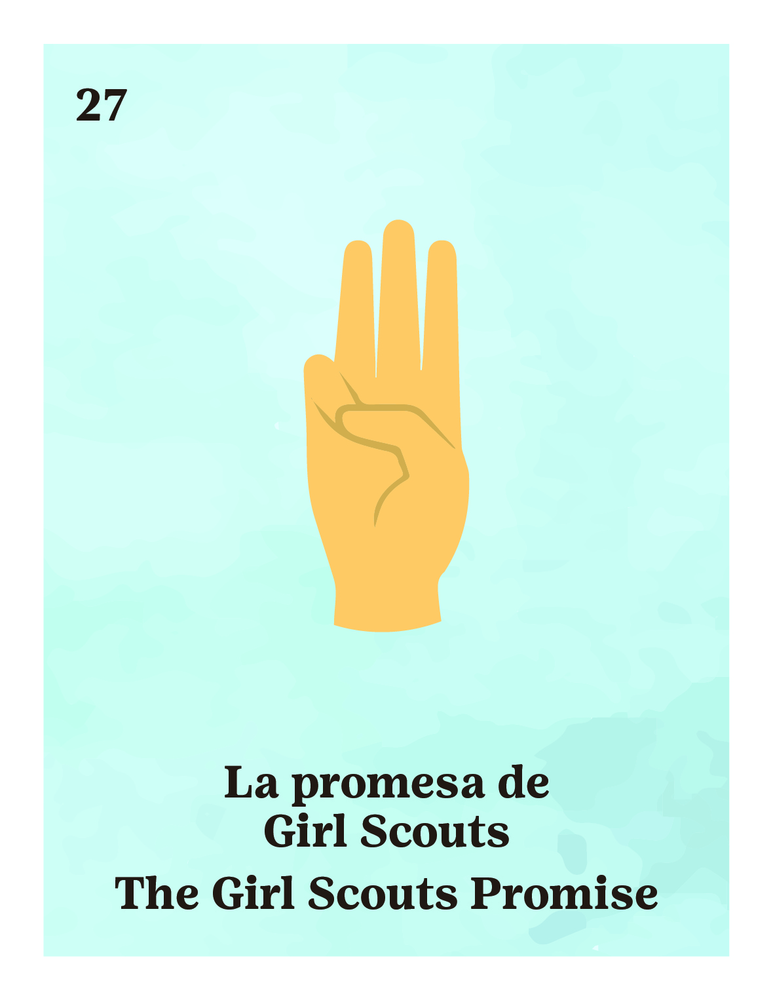 27
La promesa de
Girl Scouts
The Girl Scouts Promise